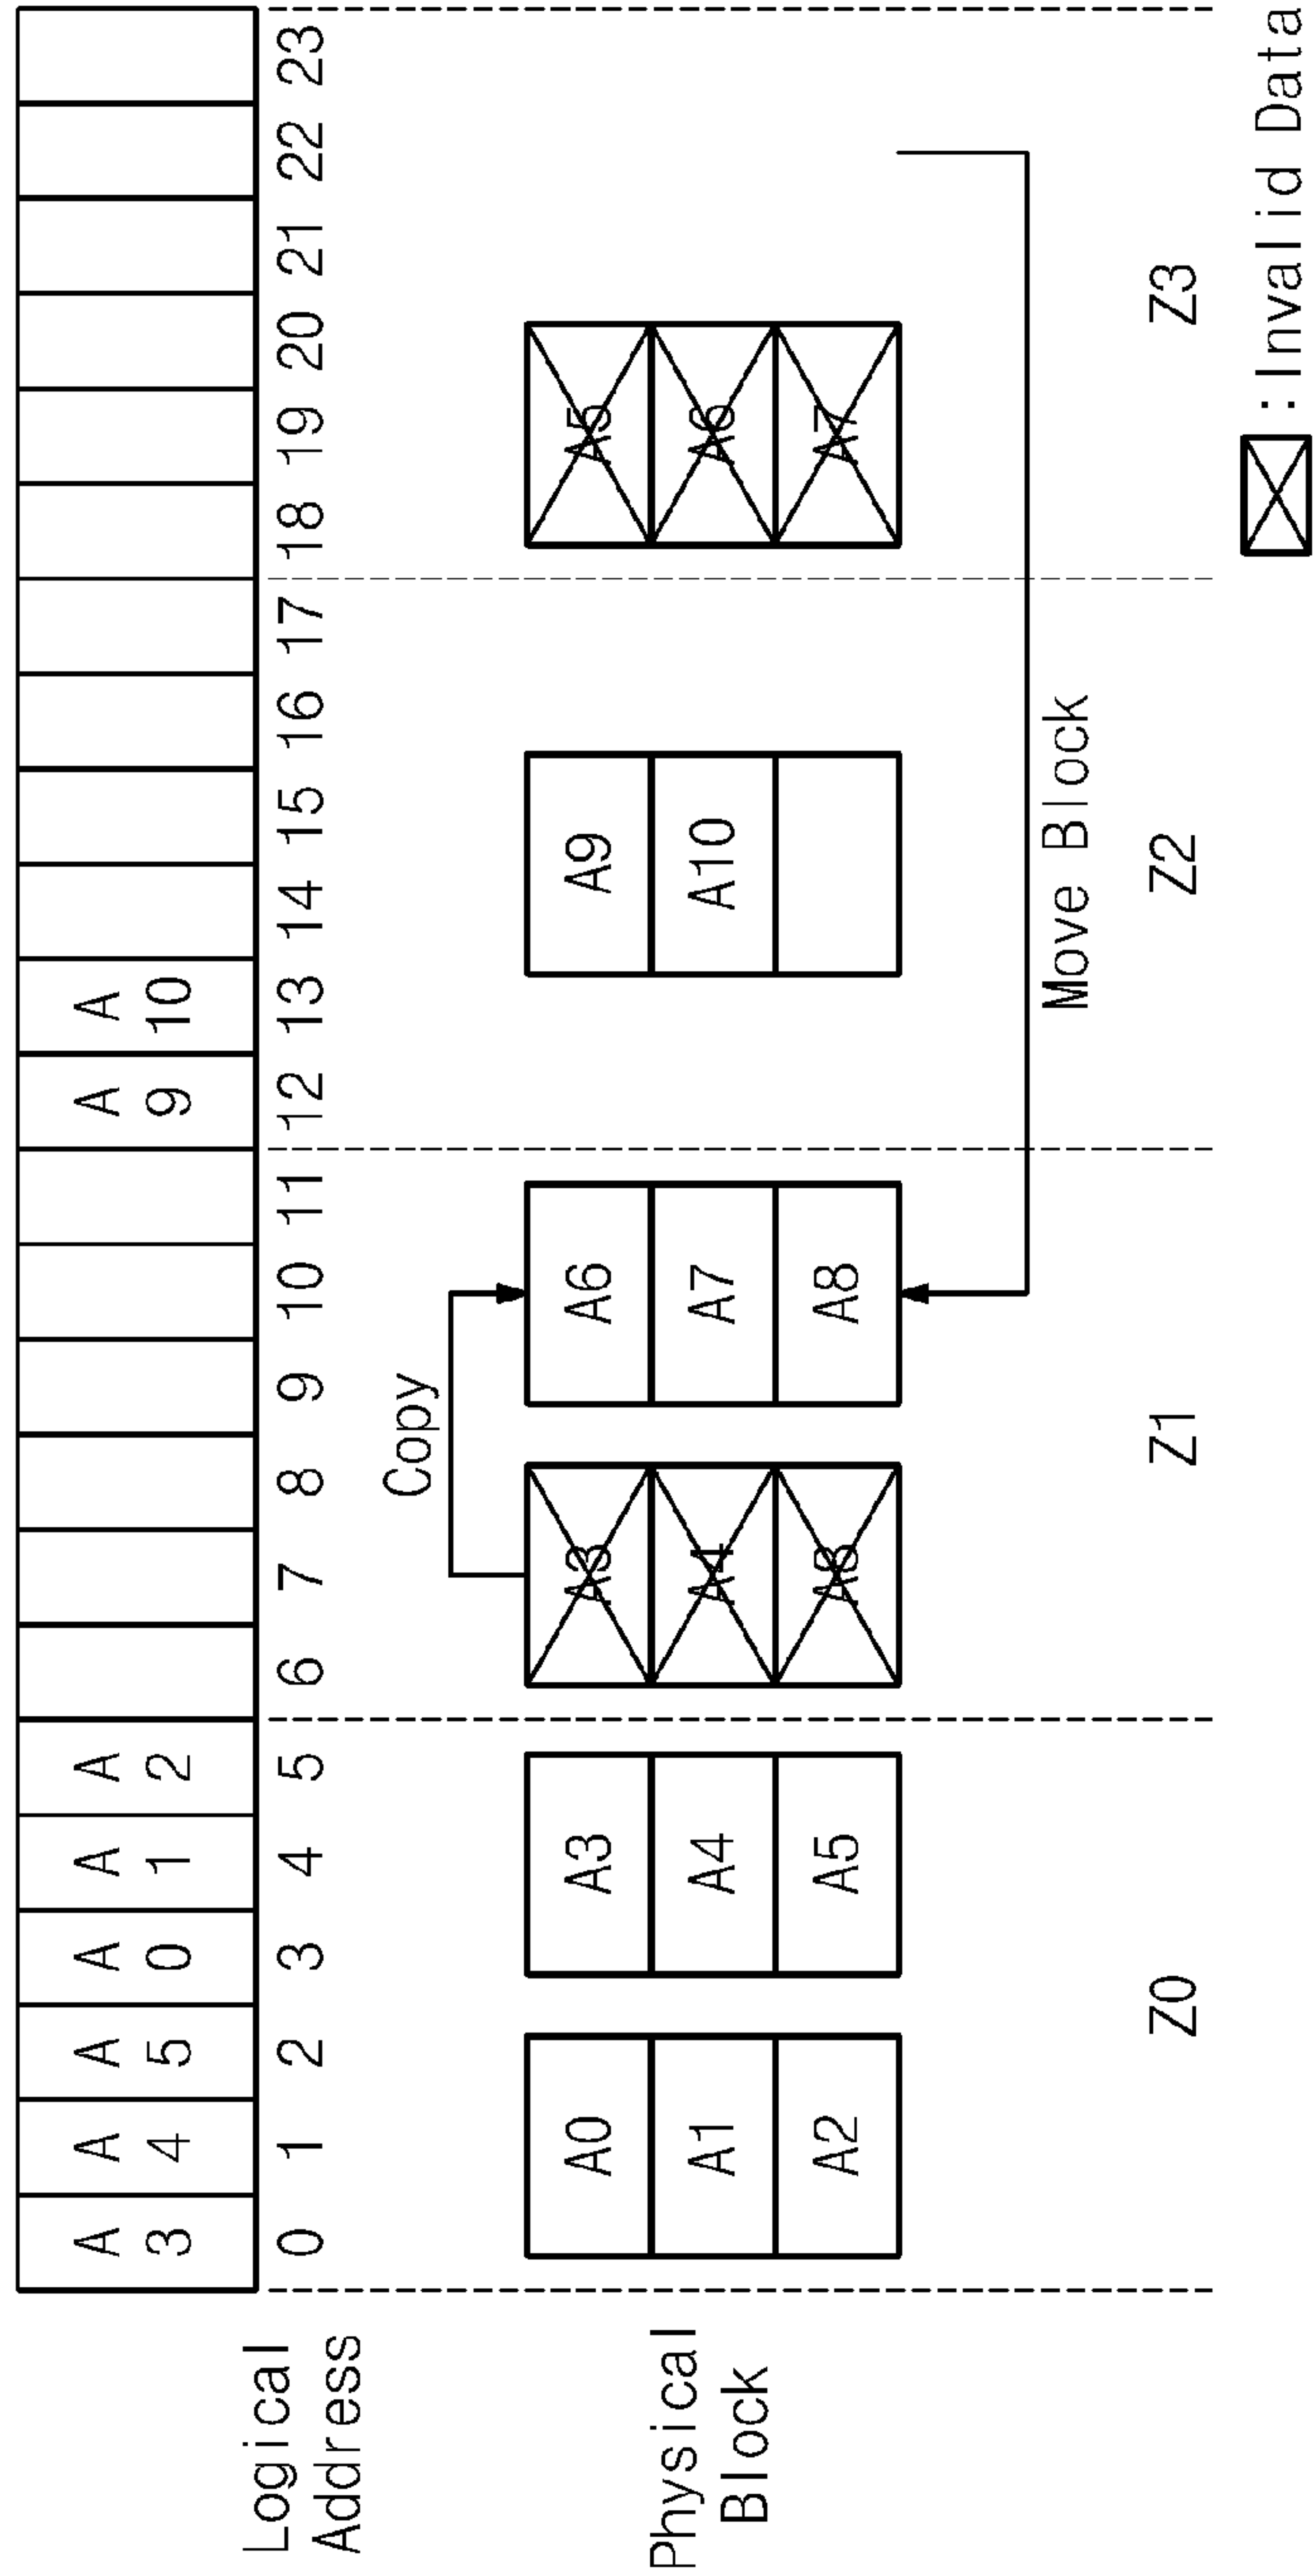 A A A A A A A A
3 4 5 0 1 2 9 10
Logical
Address
0 1 2 3 4 5 6 7 8 9 10 11 12 13 14 15 16 17 18 19 20 21 22 23
Copy
Physical
Block
A0 A3 A3 A6 A9 A5
A1 A4 A4 A7 A10 A6
A2 A5 A8 A8 A7
Move Block
Z0 Z1 Z2 Z3
:Invalid Data